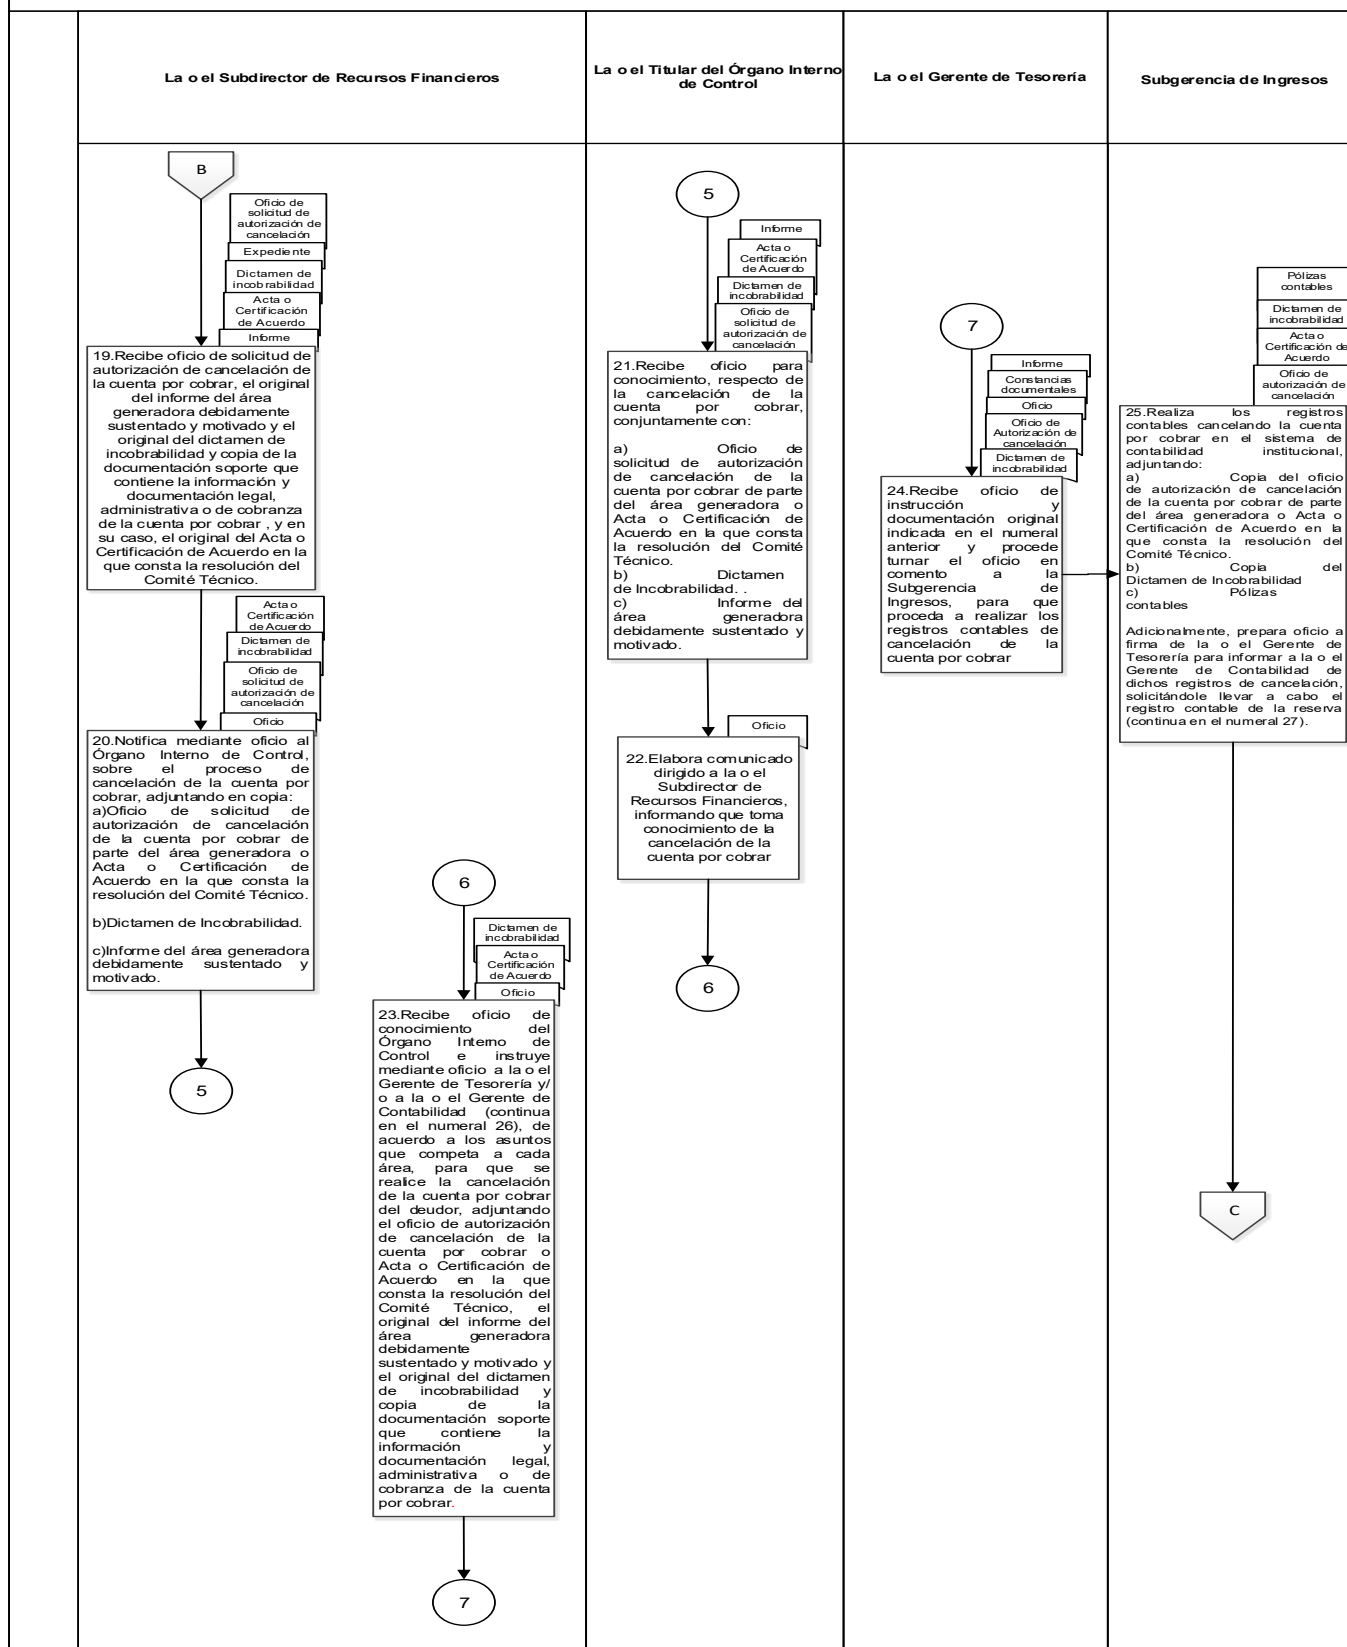 La o el Subdirector de Recursos Financieros
La o el Titular del Órgano Interno
de Control
La o el Gerente de Tesorería
Subgerencia de Ingresos
B
Oficio de
solicitud de
autorización de
cancelación
Expediente
Dictamen de
incobrabilidad
Acta o
Certificación
de Acuerdo
Informe
19.Recibe oficio de solicitud de
autorización de cancelación de
la cuenta por cobrar, el original
del informe del área
generadora debidamente
sustentado y motivado y el
original del dictamen de
incobrabilidad y copia de la
documentación soporte que
contiene la información y
documentación legal,
administrativa o de cobranza
de la cuenta por cobrar , y en
su caso, el original del Acta o
Certificación de Acuerdo en la
que consta la resolución del
Comité Técnico.
Acta o
Certificación
de Acuerdo
Dictamen de
incobrabilidad
Oficio de
solicitud de
autorización de
cancelación
Oficio
20.Notifica mediante oficio al
Órgano Interno de Control,
sobre el proceso de
cancelación de la cuenta por
cobrar, adjuntando en copia:
a)Oficio de solicitud de
autorización de cancelación
de la cuenta por cobrar de
parte del área generadora o
Acta o Certificación de
Acuerdo en la que consta la
resolución del Comité Técnico.
b)Dictamen de Incobrabilidad.
c)Informe del área generadora
debidamente sustentado y
motivado.
5
6
Dictamen de
incobrabilidad
Acta o
Certificación
de Acuerdo
Oficio
23.Recibe oficio de
conocimiento del
Órgano Interno de
Control e instruye
mediante oficio a la o el
Gerente de Tesorería y/
o a la o el Gerente de
Contabilidad (continua
en el numeral 26), de
acuerdo a los asuntos
que competa a cada
área, para que se
realice la cancelación
de la cuenta por cobrar
del deudor, adjuntando
el oficio de autorización
de cancelación de la
cuenta por cobrar o
Acta o Certificación de
Acuerdo en la que
consta la resolución del
Comité Técnico, el
original del informe del
área generadora
debidamente
sustentado y motivado y
el original del dictamen
de incobrabilidad y
copia de la
documentación soporte
que contiene la
información y
documentación legal,
administrativa o de
cobranza de la cuenta
por cobrar.
7
5
Informe
Acta o
Certificación
de Acuerdo
Dictamen de
incobrabilidad
Oficio de
solicitud de
autorización de
cancelación
21.Recibe oficio para
conocimiento, respecto de
la cancelación de la
cuenta por cobrar,
conjuntamente con:
a) Oficio de
solicitud de autorización
de cancelación de la
cuenta por cobrar de parte
del área generadora o
Acta o Certificación de
Acuerdo en la que consta
la resolución del Comité
Técnico.
b) Dictamen
de Incobrabilidad. .
c) Informe del
área generadora
debidamente sustentado y
motivado.
Oficio
22.Elabora comunicado
dirigido a la o el
Subdirector de
Recursos Financieros,
informando que toma
conocimiento de la
cancelación de la
cuenta por cobrar
6
7
Informe
Constancias
documentales
Oficio
Oficio de
Autorización de
cancelación
Dictamen de
incobrabilidad
24.Recibe oficio de
instrucción y
documentación original
indicada en el numeral
anterior y procede
turnar el oficio en
comento a la
Subgerencia de
Ingresos, para que
proceda a realizar los
registros contables de
cancelación de la
cuenta por cobrar
Pólizas
contables
Dictamen de
incobrabilidad
Acta o
Certificación de
Acuerdo
Oficio de
autorización de
cancelación
25.Realiza los registros
contables cancelando la cuenta
por cobrar en el sistema de
contabilidad institucional,
adjuntando:
a) Copia del oficio
de autorización de cancelación
de la cuenta por cobrar de parte
del área generadora o Acta o
Certificación de Acuerdo en la
que consta la resolución del
Comité Técnico.
b) Copia del
Dictamen de Incobrabilidad
c) Pólizas
contables
Adicionalmente, prepara oficio a
firma de la o el Gerente de
Tesorería para informar a la o el
Gerente de Contabilidad de
dichos registros de cancelación,
solicitándole llevar a cabo el
registro contable de la reserva
(continua en el numeral 27).
C